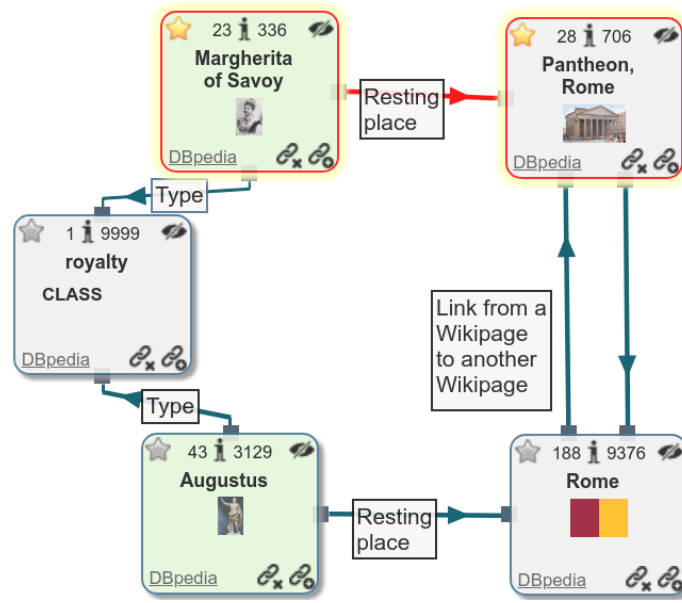 23 336
Margherita
of Savoy
DBpedia
Resting
place
28 706
Pantheon,
Rome
DBpedia
Type
1 9999
royalty
CLASS
DBpedia
Link from a
Wikipage
to another
Wikipage
Type
43 3129
Augustus
DBpedia
Resting
place
188 9376
Rome
DBpedia